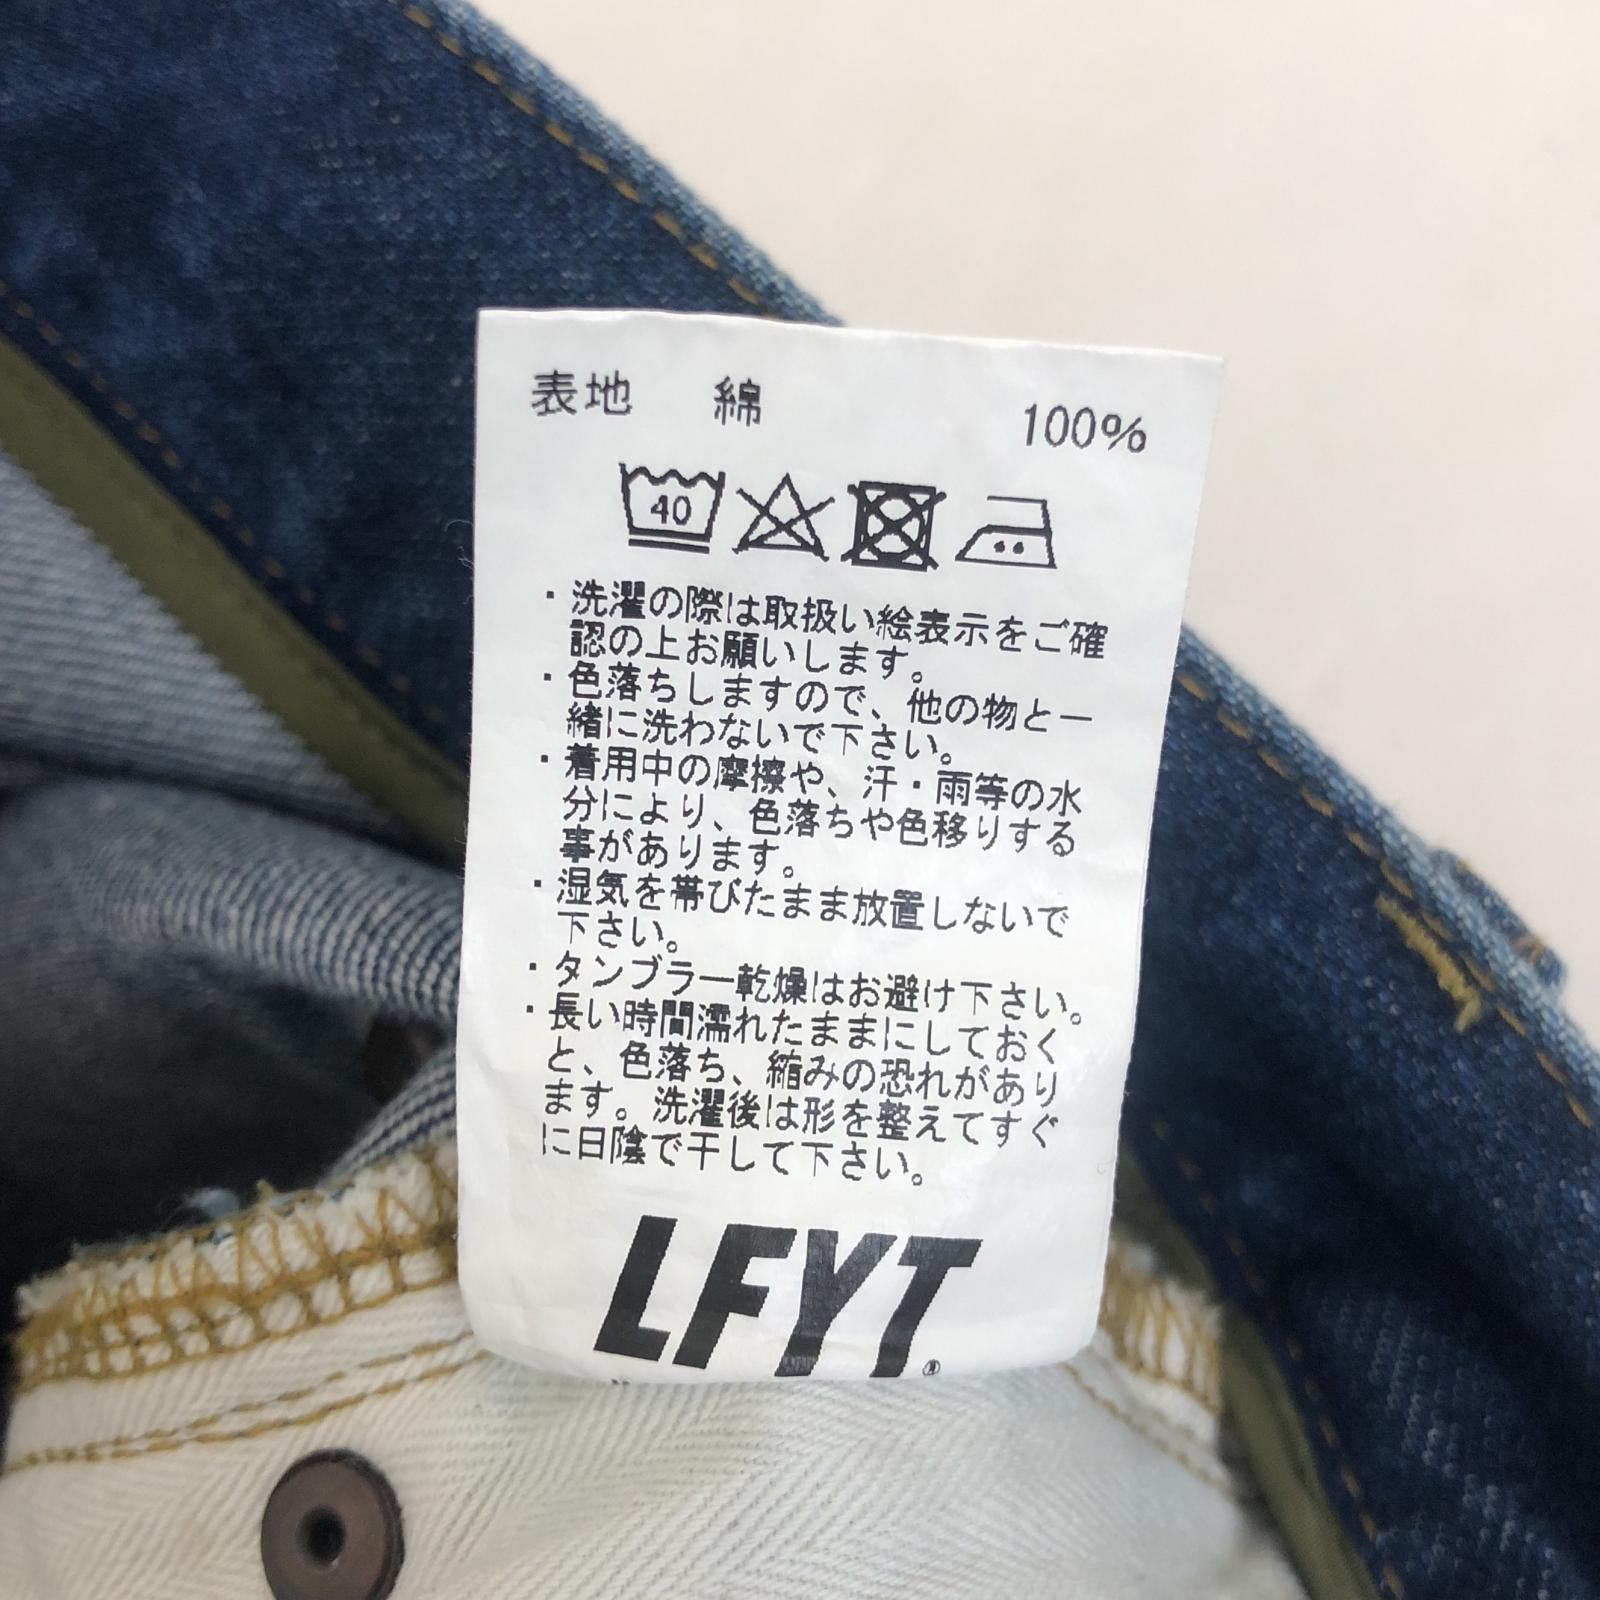 表地 綿 100%
40
・洗濯の際は取扱い絵表示をご確
認の上お願いします。
・色落ちしますので、他の物と一
緒に洗わないで下さい。
・着用中の摩擦や、汗・雨等の水
分により、色落ちや色移りする
事があります。
・湿気を帯びたまま放置しないで
下さい。
・タンブラー乾燥はお避け下さい。
・長い時間濡れたままにしておく
と、色落ち、縮みの恐れがあり
ます。洗濯後は形を整えてすぐ
に日陰で干して下さい。
LFYT®